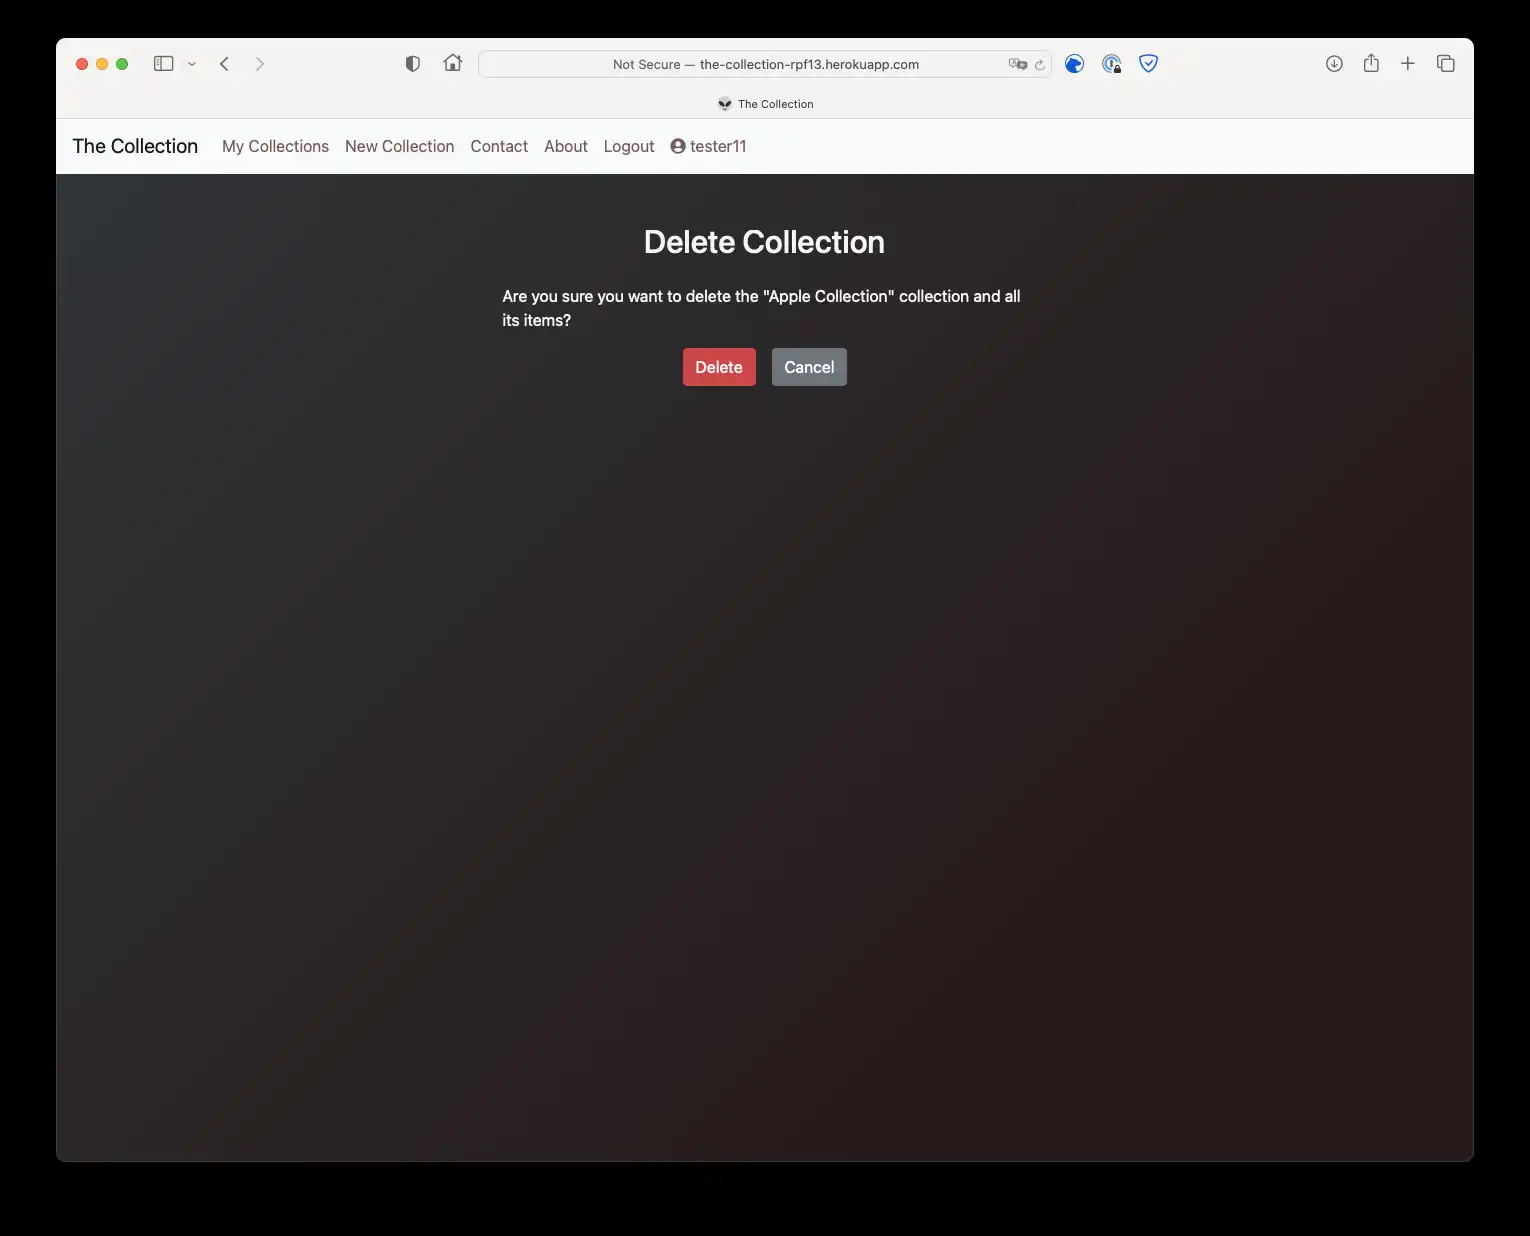 Not Secure — the-collection-rpf13.herokuapp.com
The Collection
The Collection My Collections New Collection Contact About Logout tester11
Delete Collection
Are you sure you want to delete the "Apple Collection" collection and all
its items?
Delete Cancel